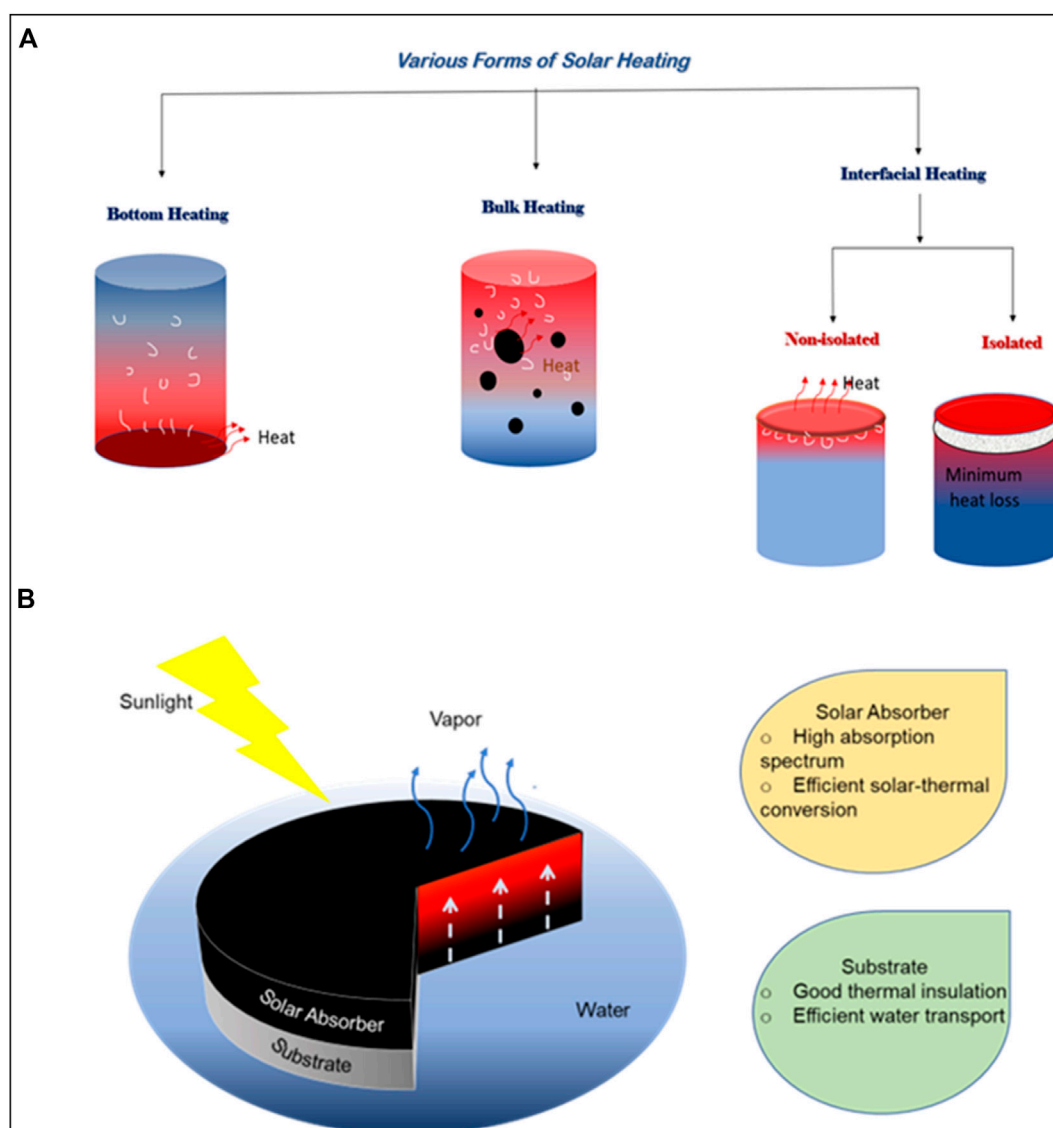 A
Various Forms of Solar Heating
Interfacial Heating
Bottom Heating
Bulk Heating
Non-isolated
Isolated
Heat
Heat
Heat
Minimum
heat loss
B
Sunlight
Vapor
Solar Absorber
Substrate
Water
Solar Absorber
o High absorption
spectrum
o Efficient solar-thermal
conversion
Substrate
o Good thermal insulation
o Efficient water transport